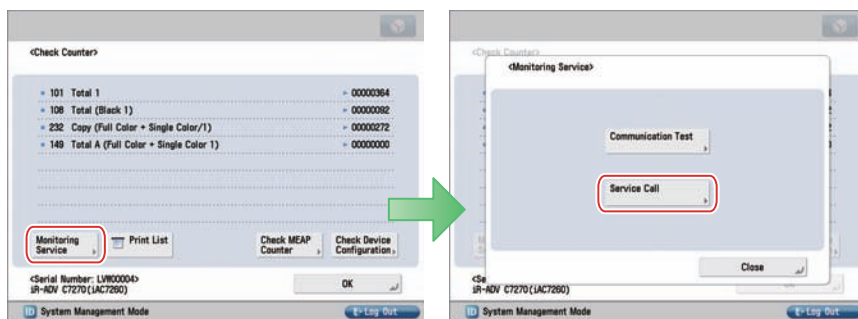 <Check Counter>
101 Total 1 00000364
108 Total (Black 1) 00000092
232 Copy (Full Color + Single Color/1) 00000272
149 Total A (Full Color + Single Color 1) 00000000
Monitoring Service
Print List
Check MEAP Counter
Check Device Configuration
<Serial Number: LVW00004>
iR-ADV C7270(iAC7260)
OK
System Management Mode
Log Out
<Check Counter>
<Monitoring Service>
Communication Test
Service Call
Close
<Se
iR-ADV C7270(iAC7260)
System Management Mode
Log Out